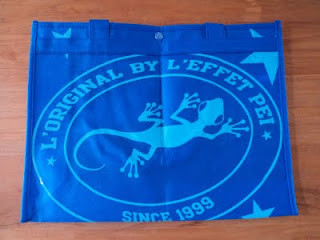 L'ORIGINAL BY L'EFFET PEI
SINCE 1999